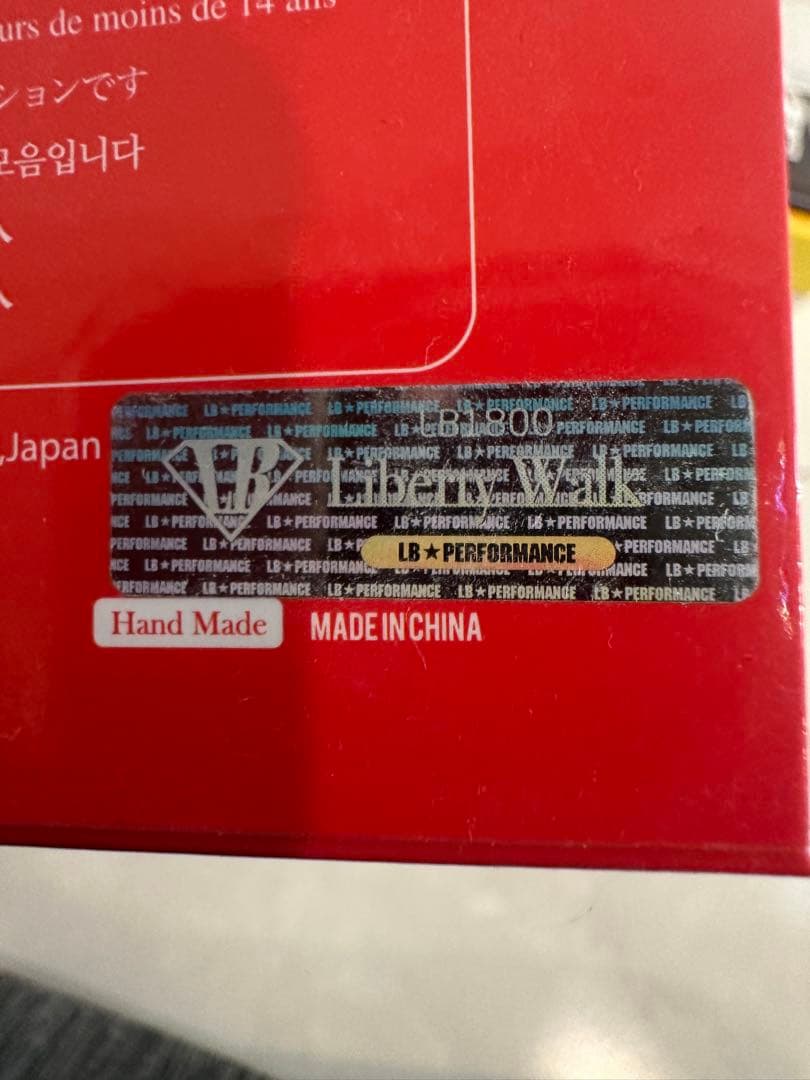 urs de moins de 14 ans
ションです
모음입니다
,Japan
LB1800
LB
Liberty Walk
LB★PERFORMANCE
Hand Made
MADE IN CHINA